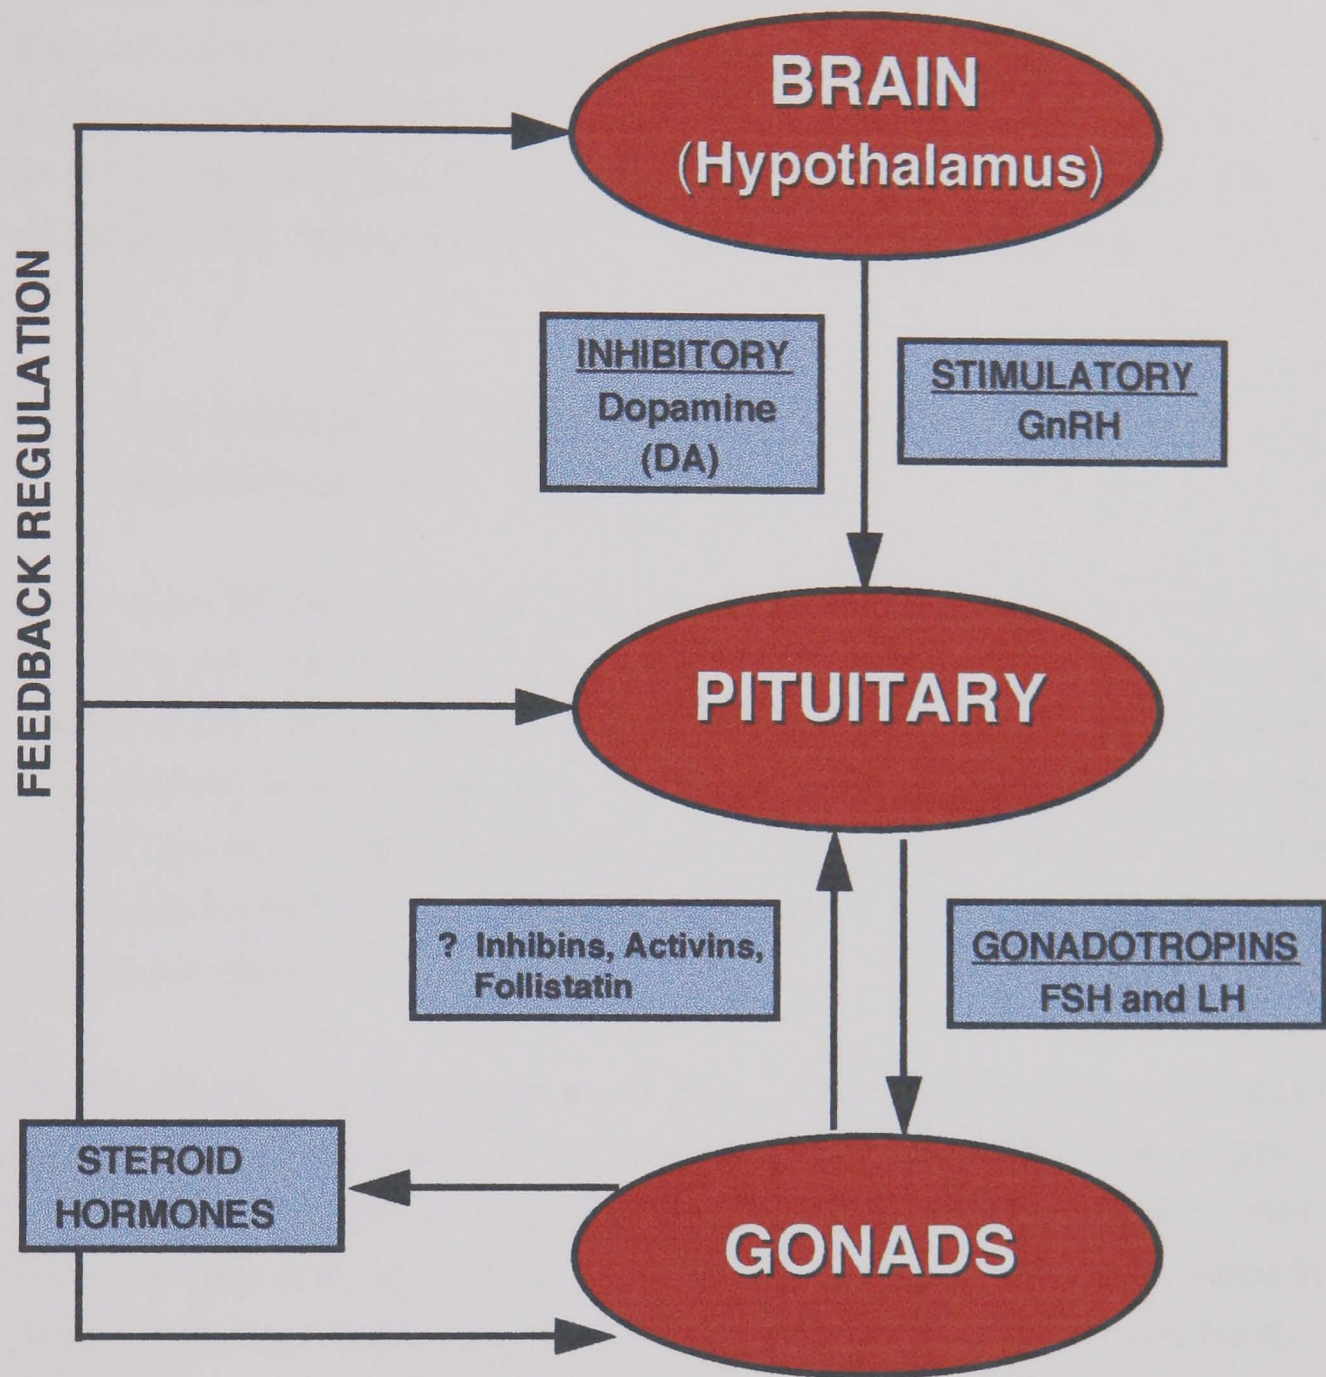 BRAIN
(Hypothalamus)
FEEDBACK REGULATION
INHIBITORY
Dopamine
(DA)
STIMULATORY
GnRH
PITUITARY
? Inhibins, Activins,
Follistatin
GONADOTROPINS
FSH and LH
STEROID
HORMONES
GONADS